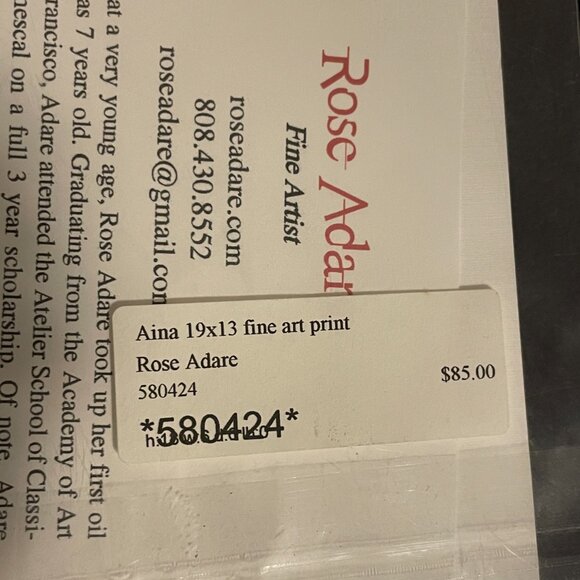 Rose Adar
Fine Artist
roseadare.com
808.430.8552
roseadare@gmail.com
at a very young age, Rose Adare took up her first oil
as 7 years old. Graduating from the Academy of Art
rancisco, Adare attended the Atelier School of Classi-
nescal on a full 3 year scholarship. Of note, Adare
Aina 19x13 fine art print
Rose Adare
580424
$85.00
*580424*